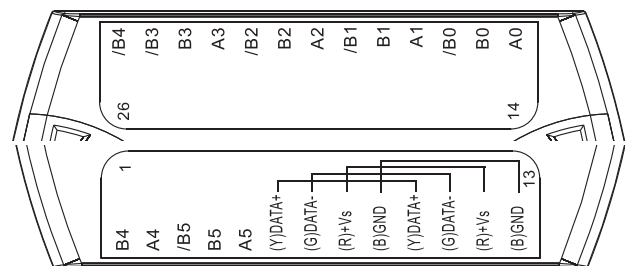 /B4 /B3 B3 A3 /B2 B2 A2 /B1 B1 A1 /B0 B0 A0
26 14
1 13
B4 A4 /B5 B5 A5 (Y)DATA+ (G)DATA- (R)+Vs (B)GND (Y)DATA+ (G)DATA- (R)+Vs (B)GND